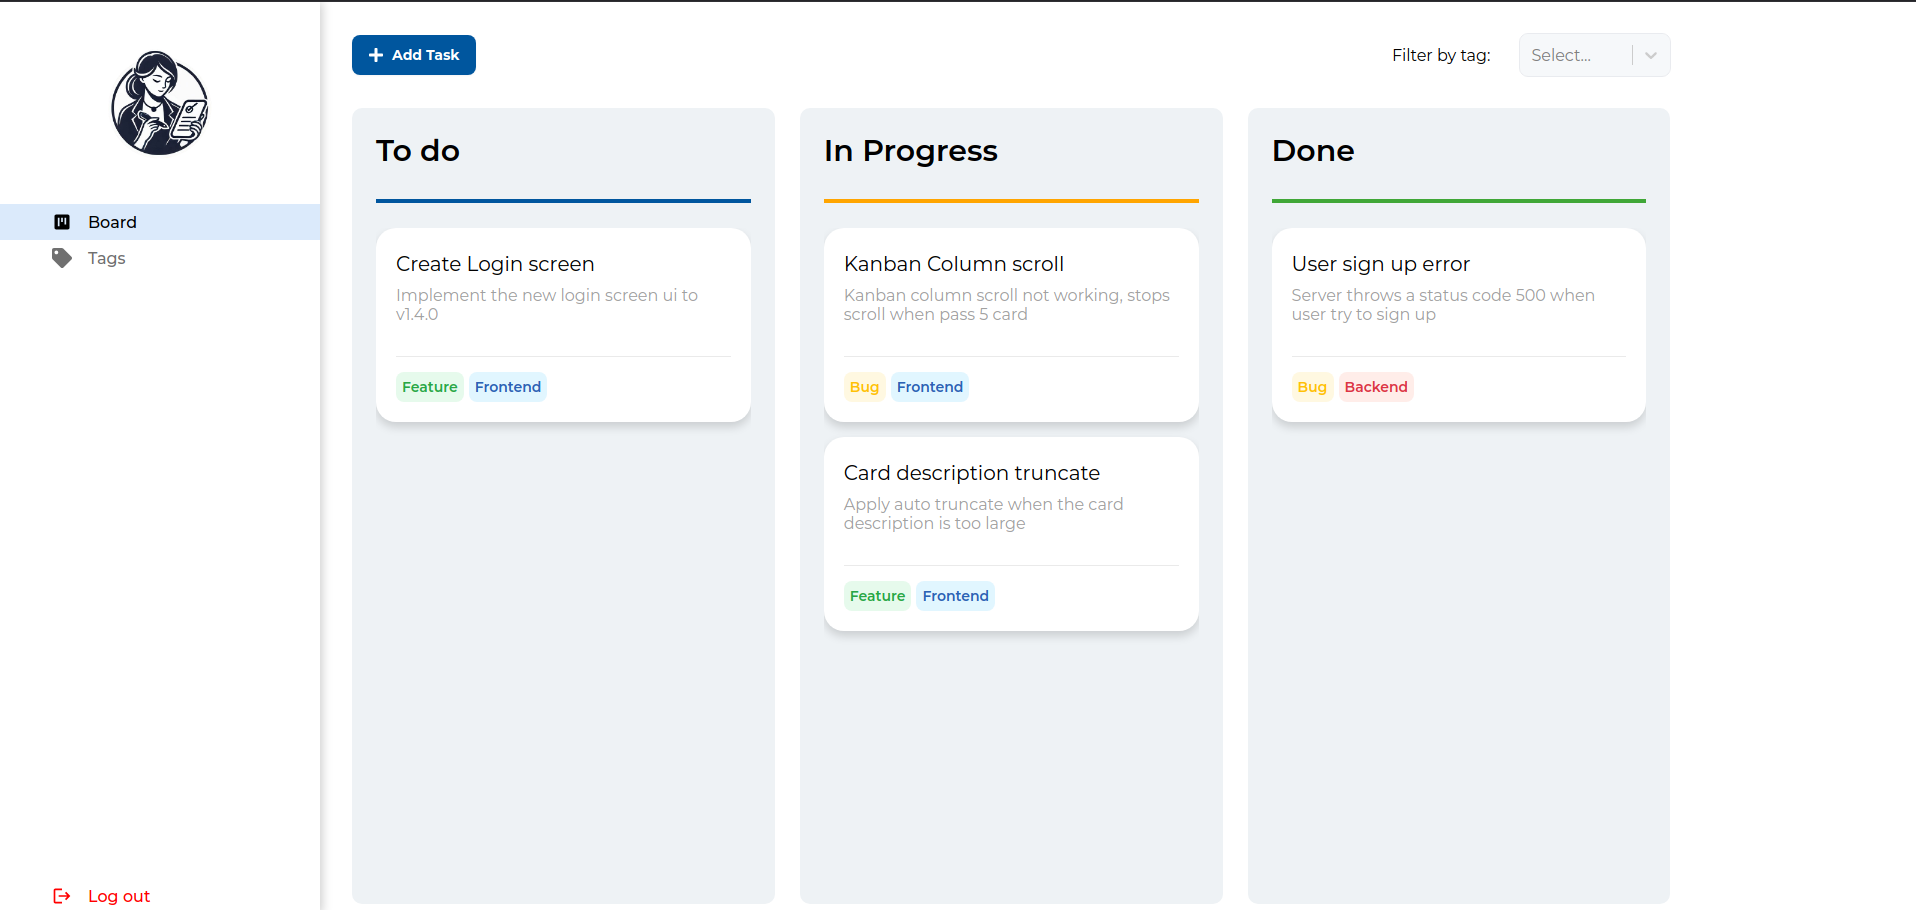 Add Task
Filter by tag:
Select...
Board
Tags
Log out
To do
Create Login screen
Implement the new login screen ui to
v1.4.0
Feature Frontend
In Progress
Kanban Column scroll
Kanban column scroll not working, stops
scroll when pass 5 card
Bug Frontend
Card description truncate
Apply auto truncate when the card
description is too large
Feature Frontend
Done
User sign up error
Server throws a status code 500 when
user try to sign up
Bug Backend